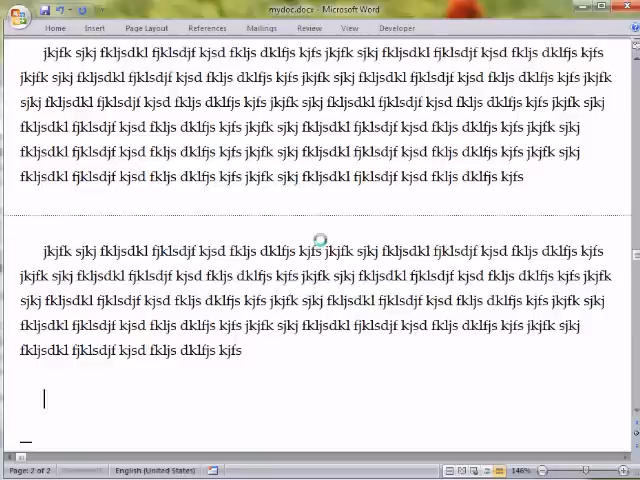 mydoc.docx - Microsoft Word
Home Insert Page Layout References Mailings Review View Developer
jkjfk sjkj fkljsdkl fjklsdjf kjsd fkljs dklfjs kjfs jkjfk sjkj fkljsdkl fjklsdjf kjsd fkljs dklfjs kjfs
jkjfk sjkj fkljsdkl fjklsdjf kjsd fkljs dklfjs kjfs jkjfk sjkj fkljsdkl fjklsdjf kjsd fkljs dklfjs kjfs jkjfk
sjkj fkljsdkl fjklsdjf kjsd fkljs dklfjs kjfs jkjfk sjkj fkljsdkl fjklsdjf kjsd fkljs dklfjs kjfs jkjfk sjkj
fkljsdkl fjklsdjf kjsd fkljs dklfjs kjfs jkjfk sjkj fkljsdkl fjklsdjf kjsd fkljs dklfjs kjfs jkjfk sjkj
fkljsdkl fjklsdjf kjsd fkljs dklfjs kjfs jkjfk sjkj fkljsdkl fjklsdjf kjsd fkljs dklfjs kjfs jkjfk sjkj
fkljsdkl fjklsdjf kjsd fkljs dklfjs kjfs jkjfk sjkj fkljsdkl fjklsdjf kjsd fkljs dklfjs kjfs
jkjfk sjkj fkljsdkl fjklsdjf kjsd fkljs dklfjs kjfs jkjfk sjkj fkljsdkl fjklsdjf kjsd fkljs dklfjs kjfs
jkjfk sjkj fkljsdkl fjklsdjf kjsd fkljs dklfjs kjfs jkjfk sjkj fkljsdkl fjklsdjf kjsd fkljs dklfjs kjfs jkjfk
sjkj fkljsdkl fjklsdjf kjsd fkljs dklfjs kjfs jkjfk sjkj fkljsdkl fjklsdjf kjsd fkljs dklfjs kjfs jkjfk sjkj
fkljsdkl fjklsdjf kjsd fkljs dklfjs kjfs jkjfk sjkj fkljsdkl fjklsdjf kjsd fkljs dklfjs kjfs jkjfk sjkj
fkljsdkl fjklsdjf kjsd fkljs dklfjs kjfs
Page: 2 of 2 English (United States) 146%